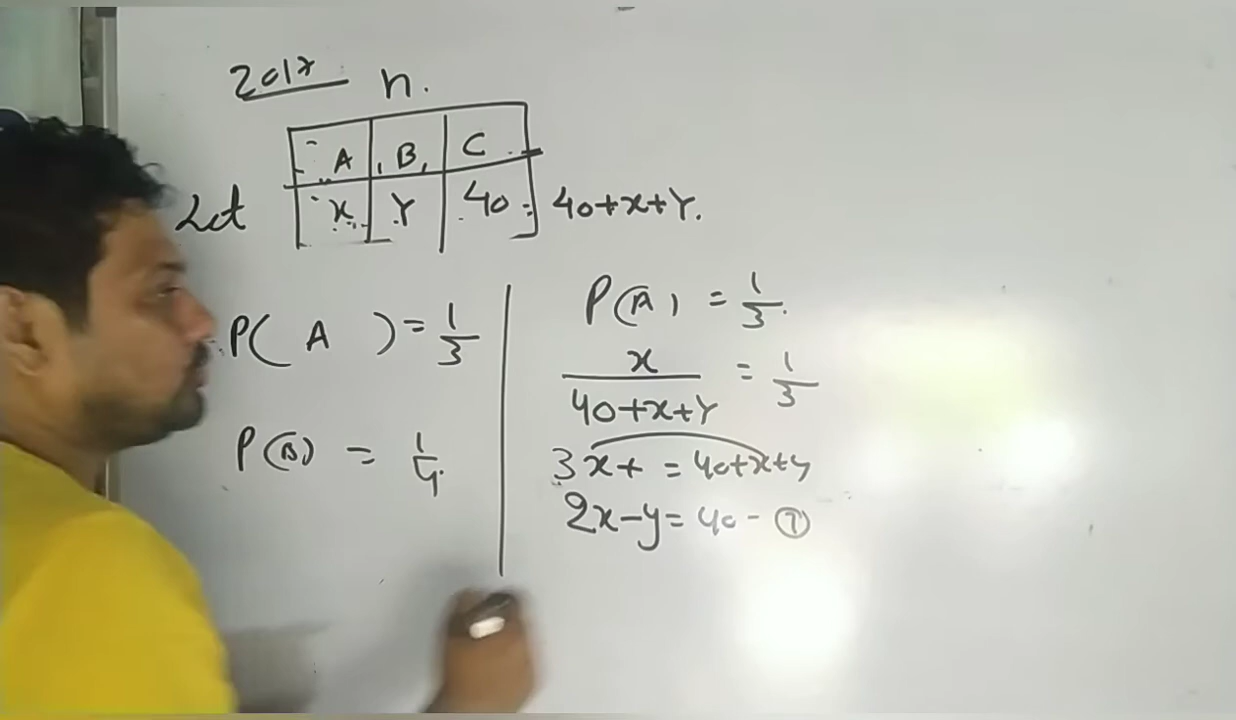 2017 n.
A B, C
Let x Y 40 40+x+Y.
P( A ) = 1/3
P(B) = 1/4
P(A) = 1/3.
x/(40+x+Y) = 1/3
3x+ = 40+x+y
2x-y = 40 - ①